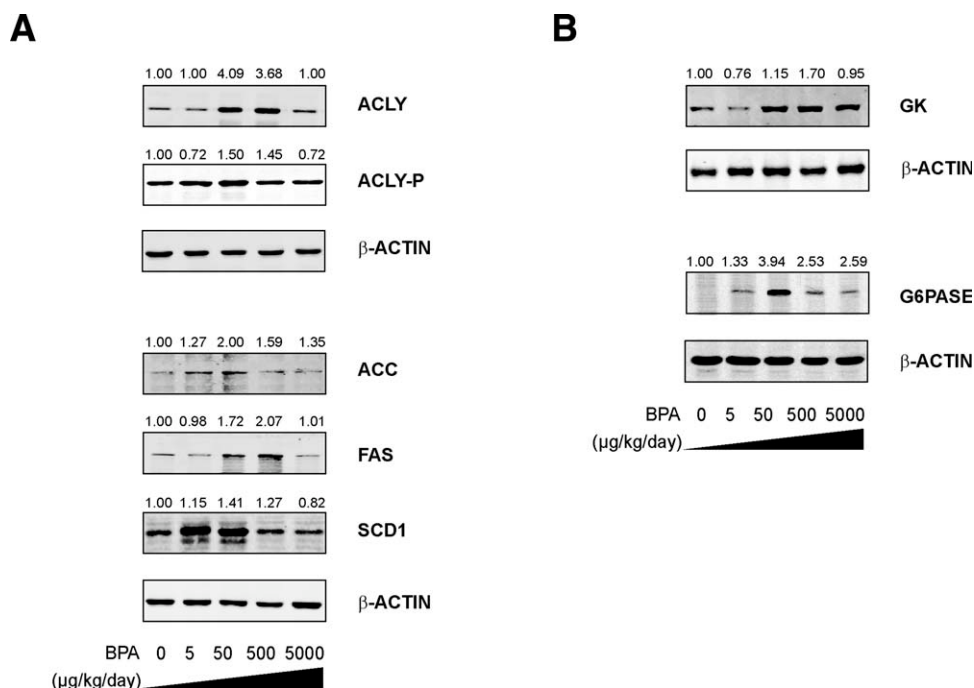 A
1.00 1.00 4.09 3.68 1.00
ACLY
1.00 0.72 1.50 1.45 0.72
ACLY-P
β-ACTIN
1.00 1.27 2.00 1.59 1.35
ACC
1.00 0.98 1.72 2.07 1.01
FAS
1.00 1.15 1.41 1.27 0.82
SCD1
β-ACTIN
BPA 0 5 50 500 5000
(µg/kg/day)
B
1.00 0.76 1.15 1.70 0.95
GK
β-ACTIN
1.00 1.33 3.94 2.53 2.59
G6PASE
β-ACTIN
BPA 0 5 50 500 5000
(µg/kg/day)